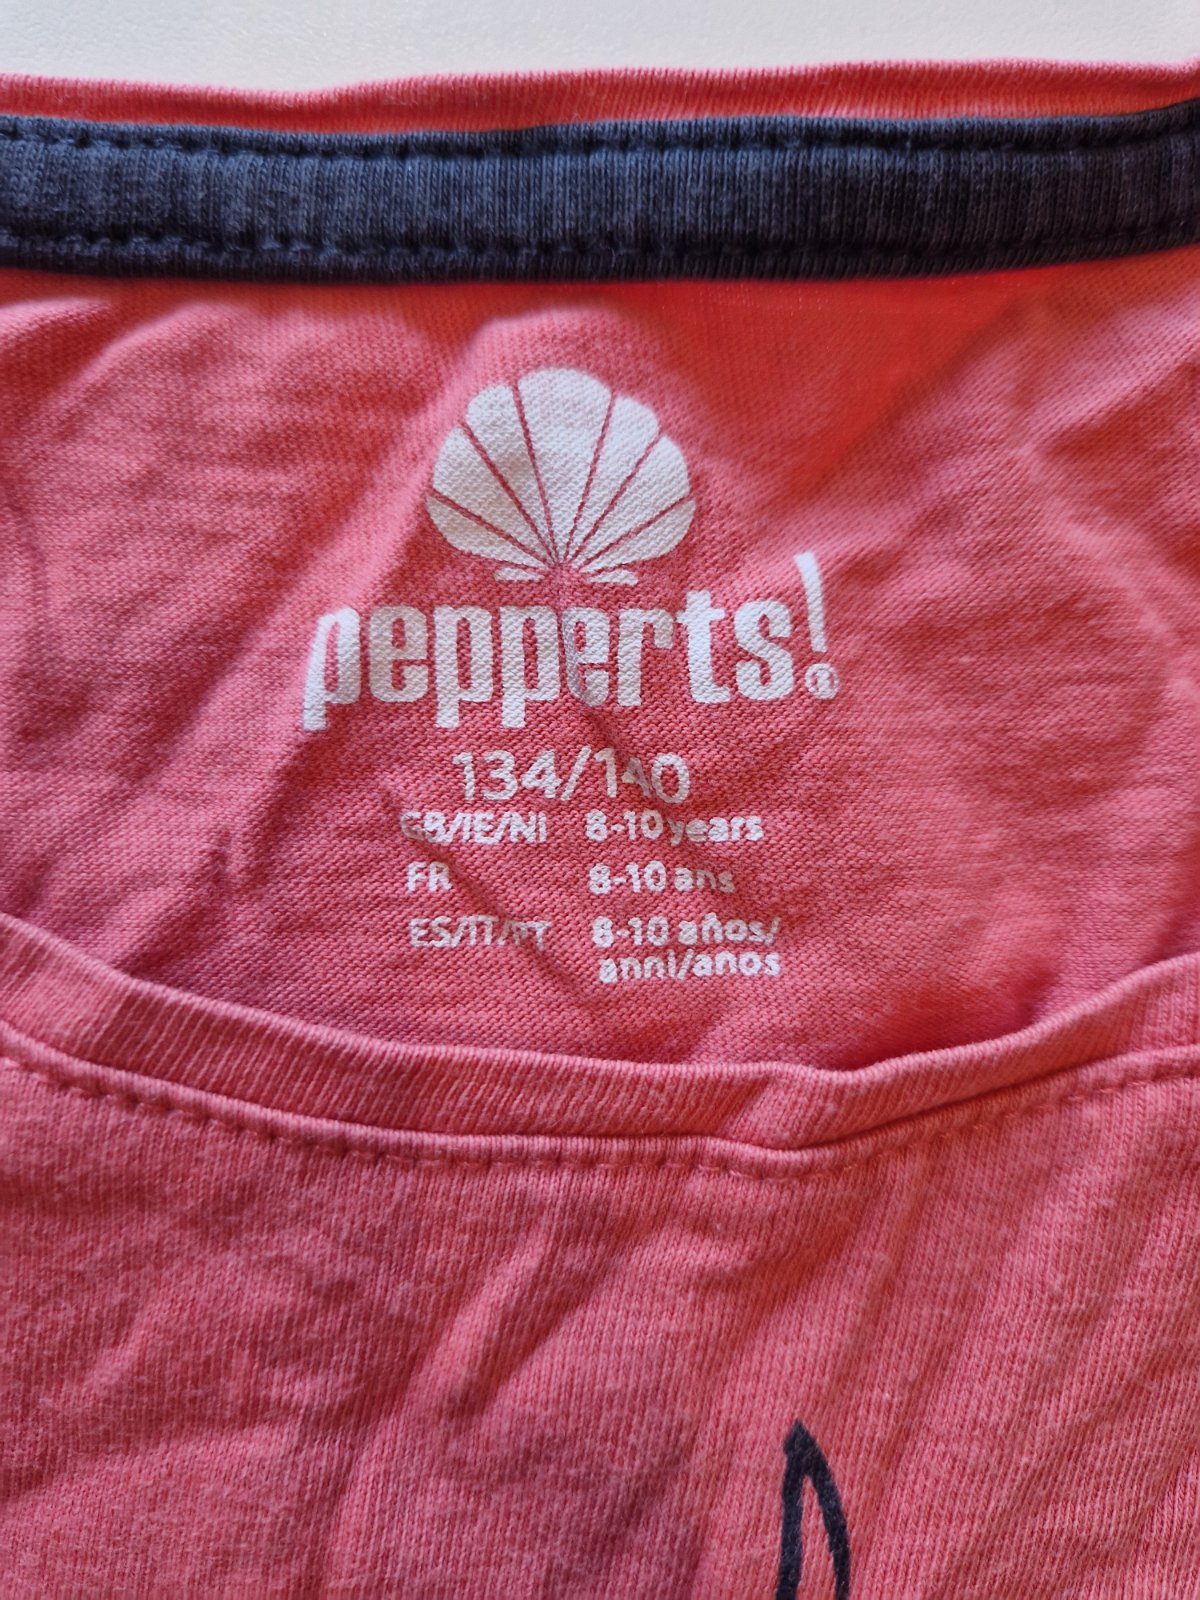 pepperts!®
134/140
GB/IE/NI 8-10 years
FR 8-10 ans
ES/IT/PT 8-10 años/
anni/anos